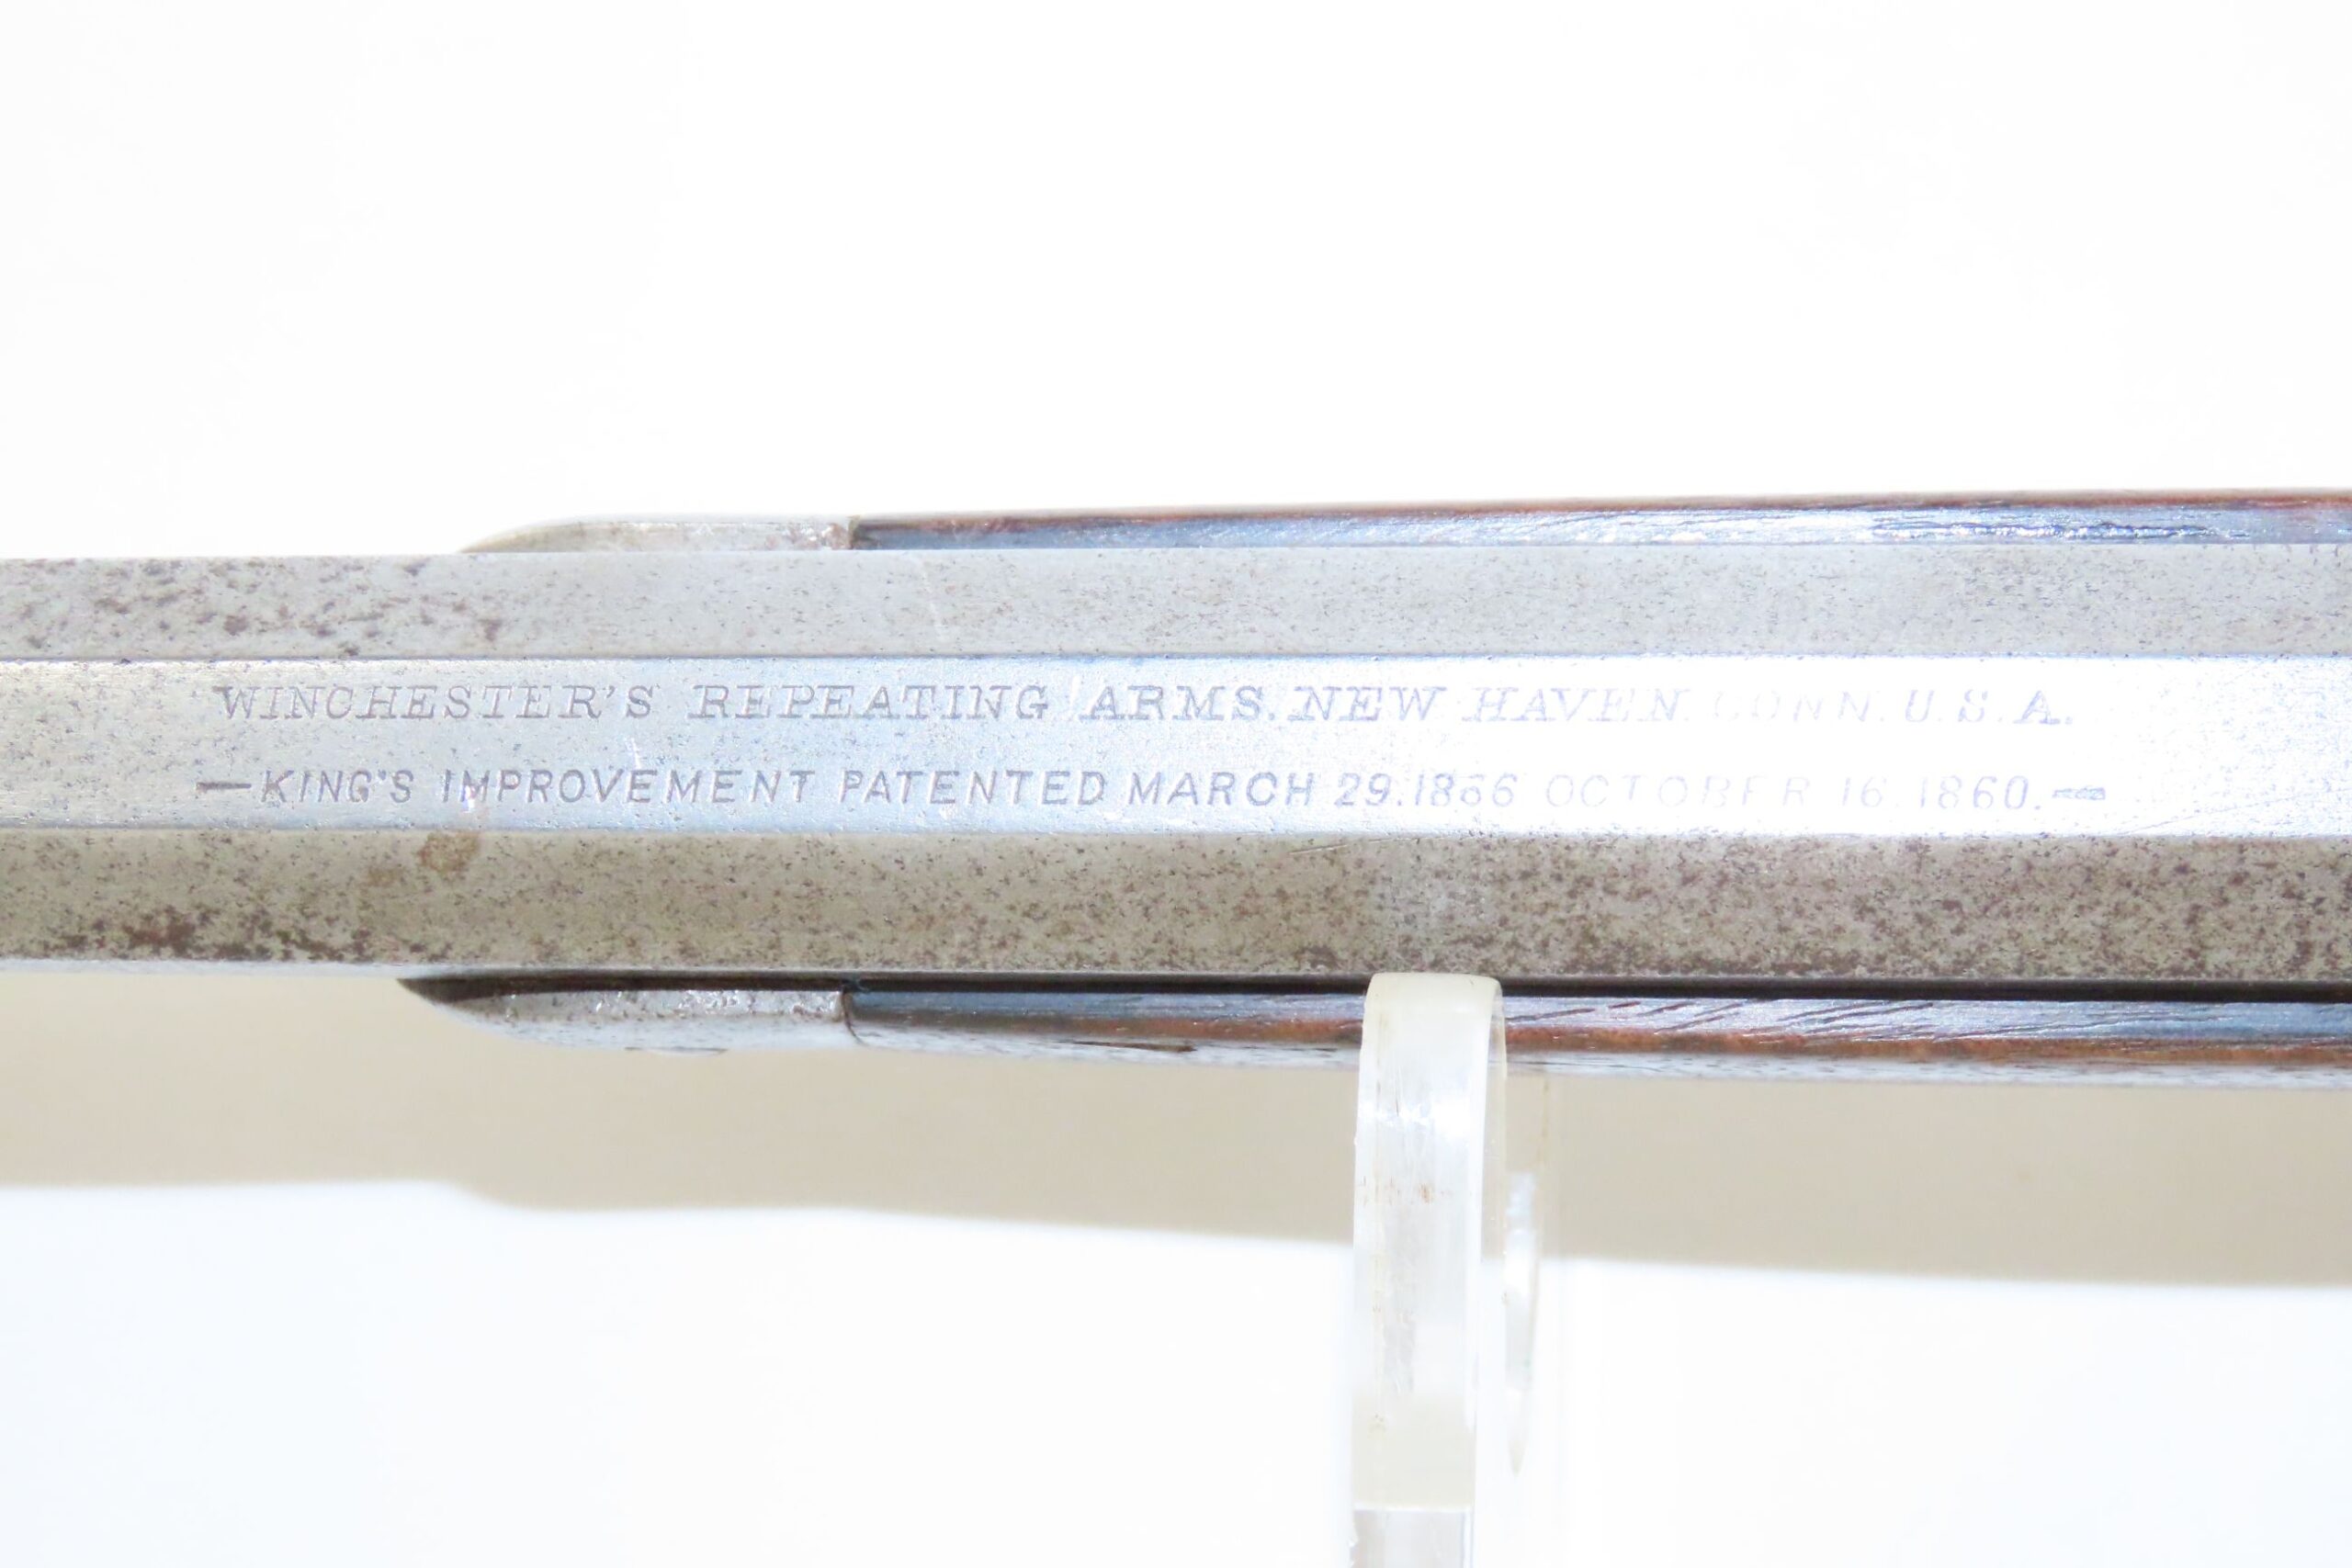 WINCHESTER'S REPEATING ARMS. NEW HAVEN. CONN. U.S.A.
—KING'S IMPROVEMENT PATENTED MARCH 29. 1866 OCTOBER 16. 1860.—